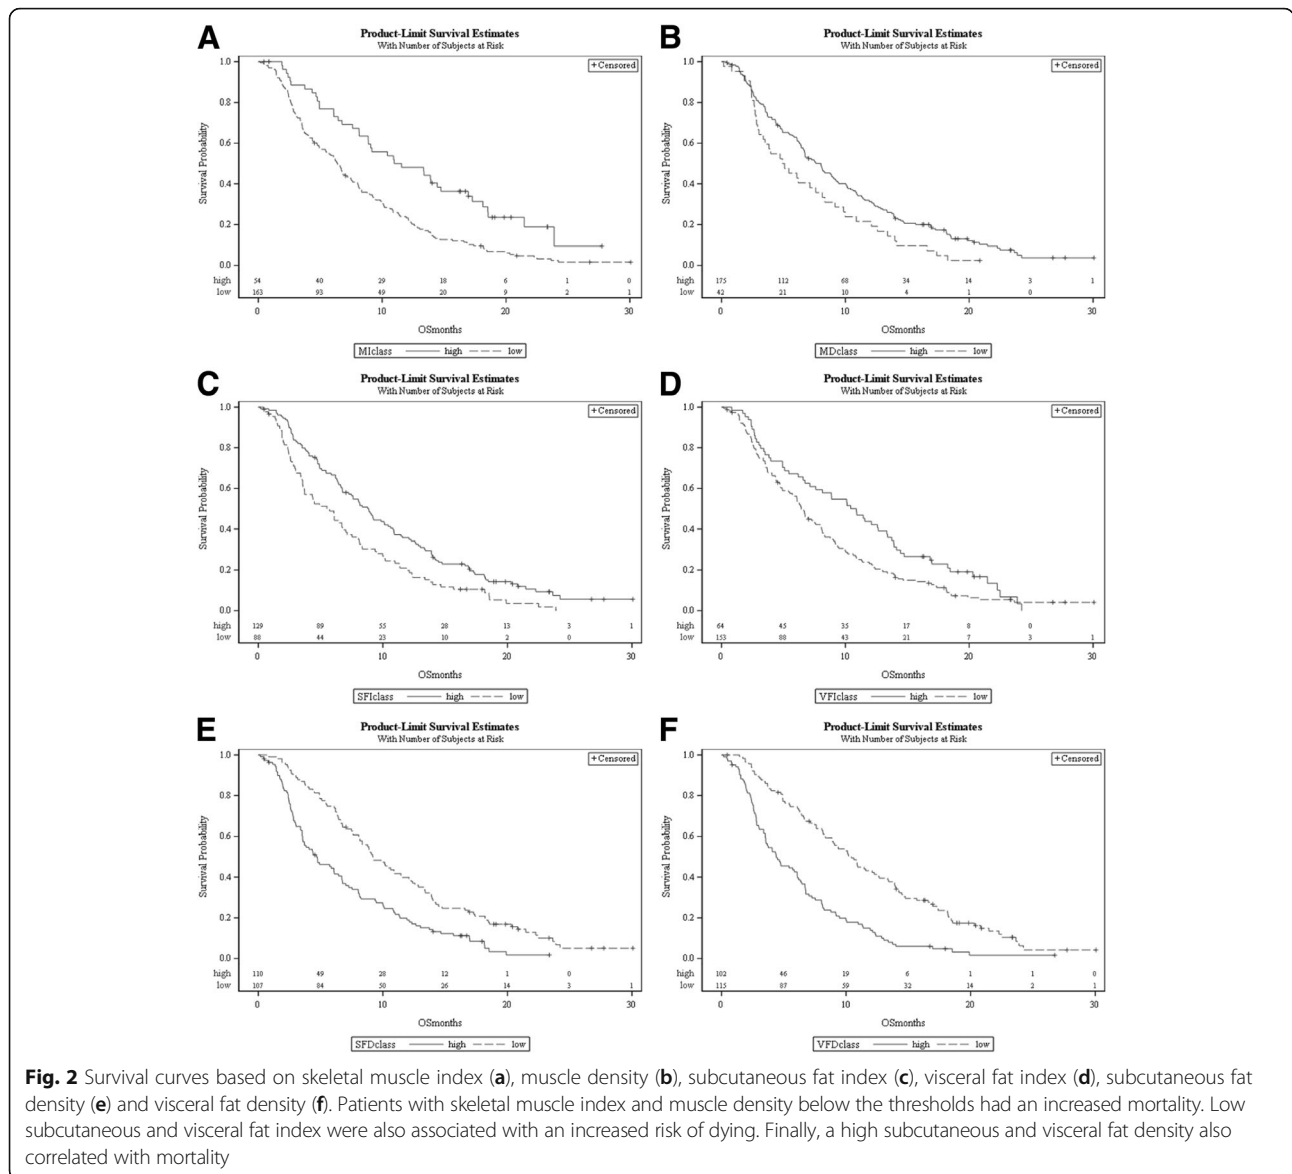 A
Product-Limit Survival Estimates
With Number of Subjects at Risk
+ Censored
Survival Probability
1.0
0.8
0.6
0.4
0.2
0.0
high 54 40 29 18 6 1 0
low 163 93 49 20 9 2 1
0 10 20 30
OSmonths
MIclass high low
B
Product-Limit Survival Estimates
With Number of Subjects at Risk
+ Censored
Survival Probability
1.0
0.8
0.6
0.4
0.2
0.0
high 175 112 68 34 14 3 1
low 42 21 10 4 1 0
0 10 20 30
OSmonths
MDclass high low
C
Product-Limit Survival Estimates
With Number of Subjects at Risk
+ Censored
Survival Probability
1.0
0.8
0.6
0.4
0.2
0.0
high 129 89 55 28 13 3 1
low 88 44 23 10 2 0
0 10 20 30
OSmonths
SFIclass high low
D
Product-Limit Survival Estimates
With Number of Subjects at Risk
+ Censored
Survival Probability
1.0
0.8
0.6
0.4
0.2
0.0
high 64 45 35 17 8 0
low 153 88 43 21 7 3 1
0 10 20 30
OSmonths
VFIclass high low
E
Product-Limit Survival Estimates
With Number of Subjects at Risk
+ Censored
Survival Probability
1.0
0.8
0.6
0.4
0.2
0.0
high 110 49 28 12 1 0
low 107 84 50 26 14 3 1
0 10 20 30
OSmonths
SFDclass high low
F
Product-Limit Survival Estimates
With Number of Subjects at Risk
+ Censored
Survival Probability
1.0
0.8
0.6
0.4
0.2
0.0
high 102 46 19 6 1 1 0
low 115 87 59 32 14 2 1
0 10 20 30
OSmonths
VFDclass high low
Fig. 2 Survival curves based on skeletal muscle index (a), muscle density (b), subcutaneous fat index (c), visceral fat index (d), subcutaneous fat
density (e) and visceral fat density (f). Patients with skeletal muscle index and muscle density below the thresholds had an increased mortality. Low
subcutaneous and visceral fat index were also associated with an increased risk of dying. Finally, a high subcutaneous and visceral fat density also
correlated with mortality